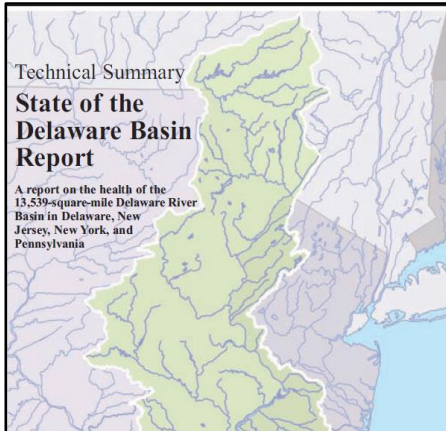 Technical Summary
State of the
Delaware Basin
Report
A report on the health of the
13,539-square-mile Delaware River
Basin in Delaware, New
Jersey, New York, and
Pennsylvania